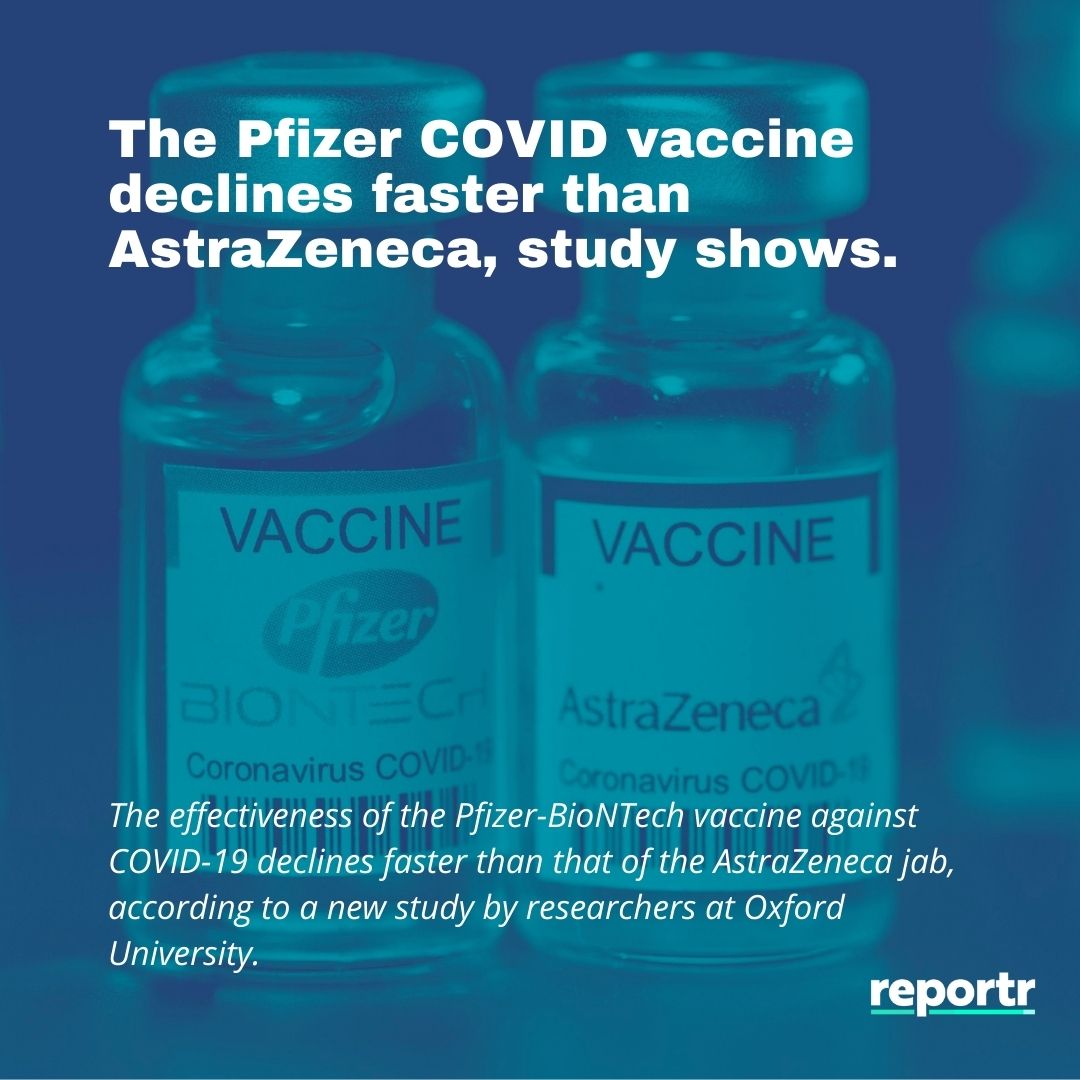 The Pfizer COVID vaccine
declines faster than
AstraZeneca, study shows.
VACCINE
Pfizer
BIONTECH
Coronavirus COVID-19
VACCINE
AstraZeneca
Coronavirus COVID-19
The effectiveness of the Pfizer-BioNTech vaccine against
COVID-19 declines faster than that of the AstraZeneca jab,
according to a new study by researchers at Oxford
University.
reportr